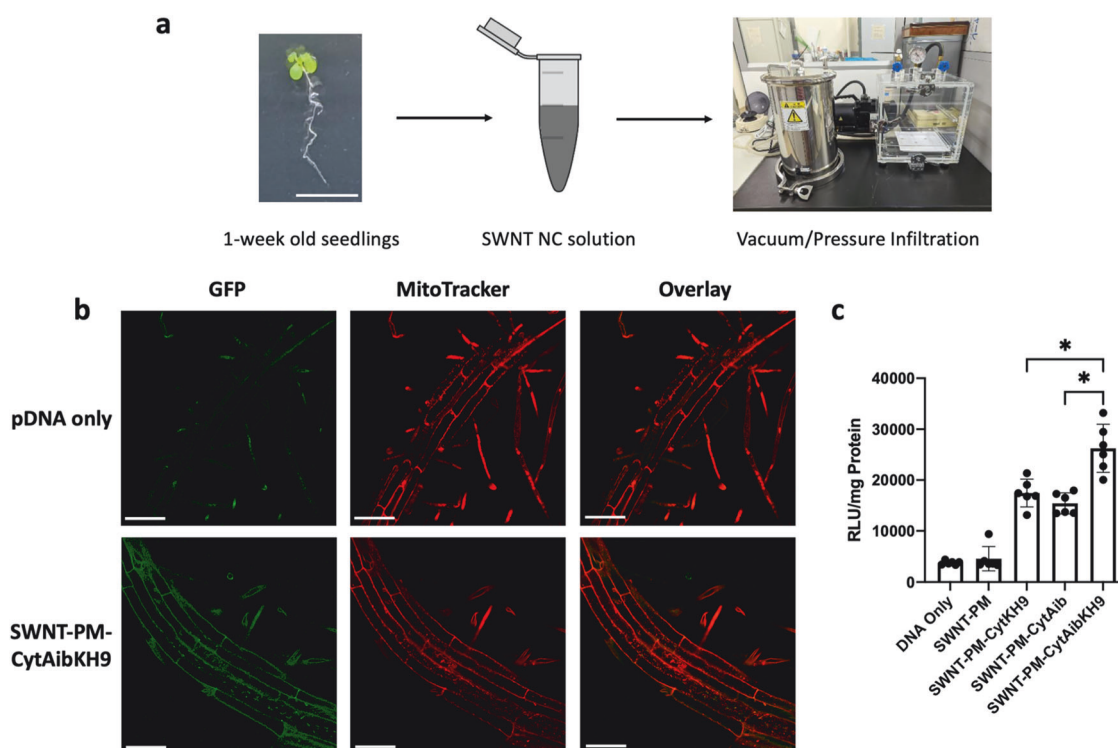 a
1-week old seedlings
SWNT NC solution
Vacuum/Pressure Infiltration
b
GFP
MitoTracker
Overlay
pDNA only
SWNT-PM-
CytAibKH9
c
*
*
RLU/mg Protein
40000
30000
20000
10000
0
DNA Only
SWNT-PM
SWNT-PM-CytKH9
SWNT-PM-CytAib
SWNT-PM-CytAibKH9